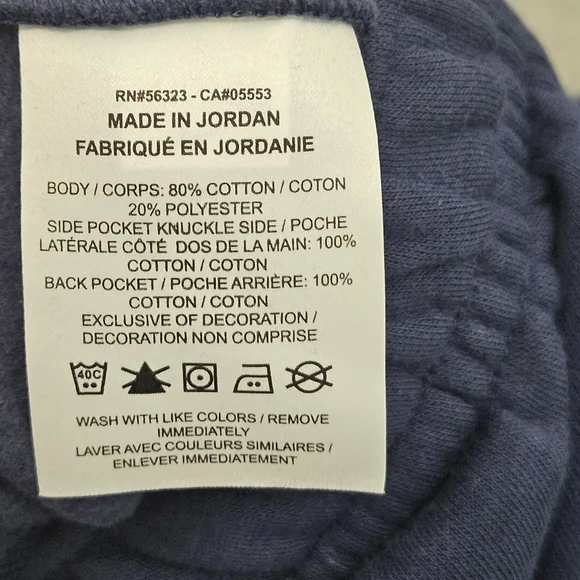 RN#56323 - CA#05553
MADE IN JORDAN
FABRIQUÉ EN JORDANIE
BODY / CORPS: 80% COTTON / COTON
20% POLYESTER
SIDE POCKET KNUCKLE SIDE / POCHE
LATÉRALE CÔTÉ DOS DE LA MAIN: 100%
COTTON / COTON
BACK POCKET / POCHE ARRIÈRE: 100%
COTTON / COTON
EXCLUSIVE OF DECORATION /
DECORATION NON COMPRISE
40C
WASH WITH LIKE COLORS / REMOVE
IMMEDIATELY
LAVER AVEC COULEURS SIMILAIRES /
ENLEVER IMMEDIATEMENT